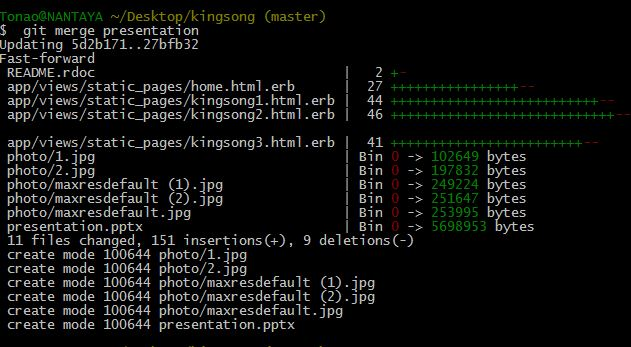 Tonao@NANTAYA ~/Desktop/kingsong (master)
$  git merge presentation
Updating 5d2b171..27bfb32
Fast-forward
 README.rdoc                              |   2 +-
 app/views/static_pages/home.html.erb     |  27 +++++++++++++++++--
 app/views/static_pages/kingsong1.html.erb |  44 ++++++++++++++++++++++++++++--
 app/views/static_pages/kingsong2.html.erb |  46 ++++++++++++++++++++++++++++++--
 app/views/static_pages/kingsong3.html.erb |  41 ++++++++++++++++++++++++++--
 photo/1.jpg                              | Bin 0 -> 102649 bytes
 photo/2.jpg                              | Bin 0 -> 197832 bytes
 photo/maxresdefault (1).jpg              | Bin 0 -> 249224 bytes
 photo/maxresdefault (2).jpg              | Bin 0 -> 251647 bytes
 photo/maxresdefault.jpg                  | Bin 0 -> 253995 bytes
 presentation.pptx                        | Bin 0 -> 5698953 bytes
 11 files changed, 151 insertions(+), 9 deletions(-)
 create mode 100644 photo/1.jpg
 create mode 100644 photo/2.jpg
 create mode 100644 photo/maxresdefault (1).jpg
 create mode 100644 photo/maxresdefault (2).jpg
 create mode 100644 photo/maxresdefault.jpg
 create mode 100644 presentation.pptx